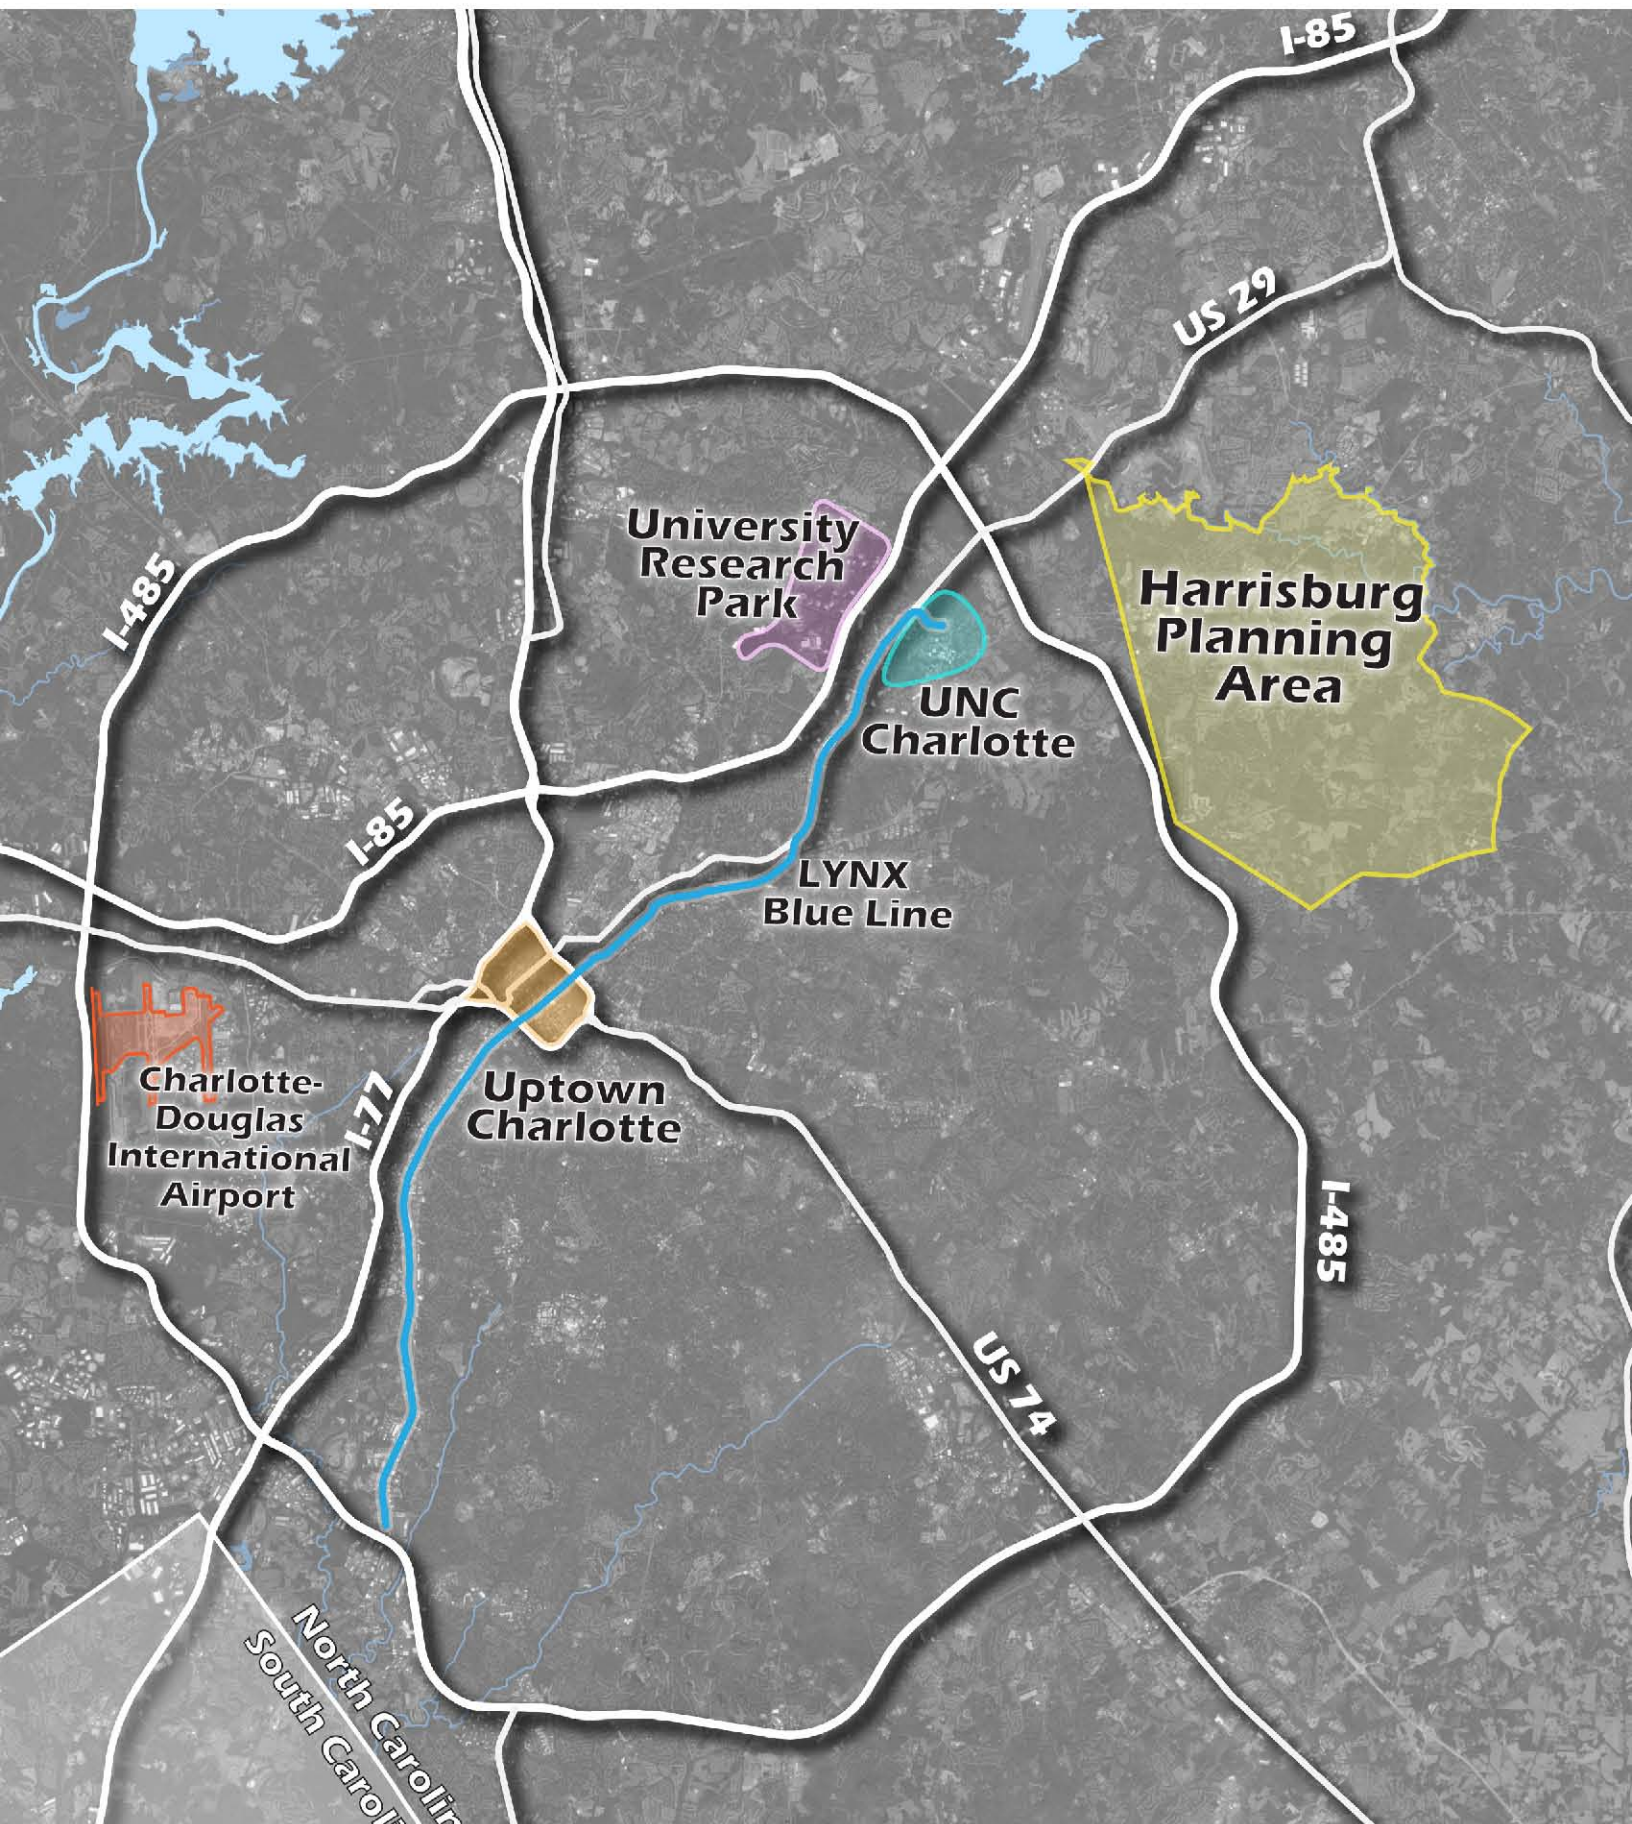 I-85
US 29
University
Research
Park
I-485
Harrisburg
Planning
Area
UNC
Charlotte
I-85
LYNX
Blue Line
Charlotte-
Douglas
International
Airport
I-77
Uptown
Charlotte
I-485
US 74
North Carolin
South Caroli